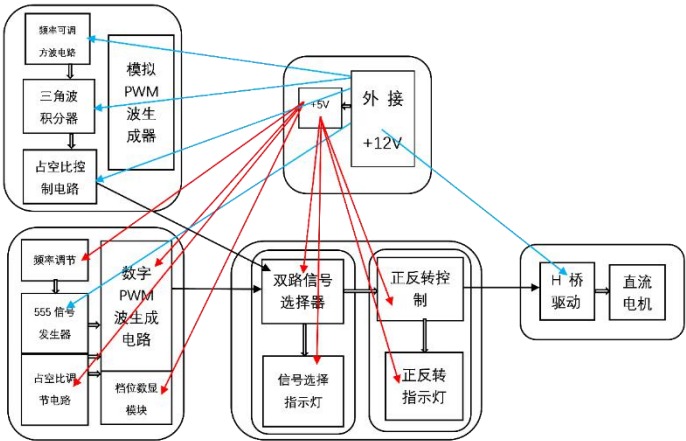 频率可调
方波电路
三角波
积分器
占空比控
制电路
模拟
PWM
波生
成器
+5V
外 接
+12V
频率调节
555 信号
发生器
占空比调
节电路
数字
PWM
波生成
电路
档位数显
模块
双路信号
选择器
信号选择
指示灯
正反转控
制
正反转
指示灯
H 桥
驱动
直流
电机